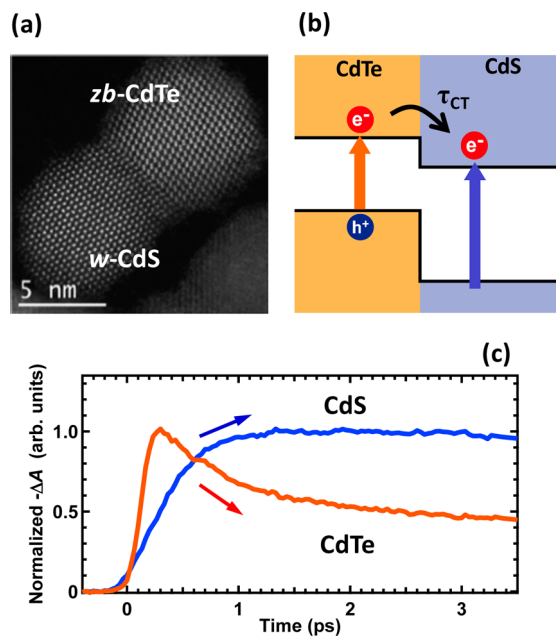 (a)
zb-CdTe
w-CdS
5 nm
(b)
CdTe
CdS
e⁻
τCT
e⁻
h⁺
(c)
CdS
CdTe
Normalized -ΔA (arb. units)
1.0
0.5
0
0
1
2
3
Time (ps)